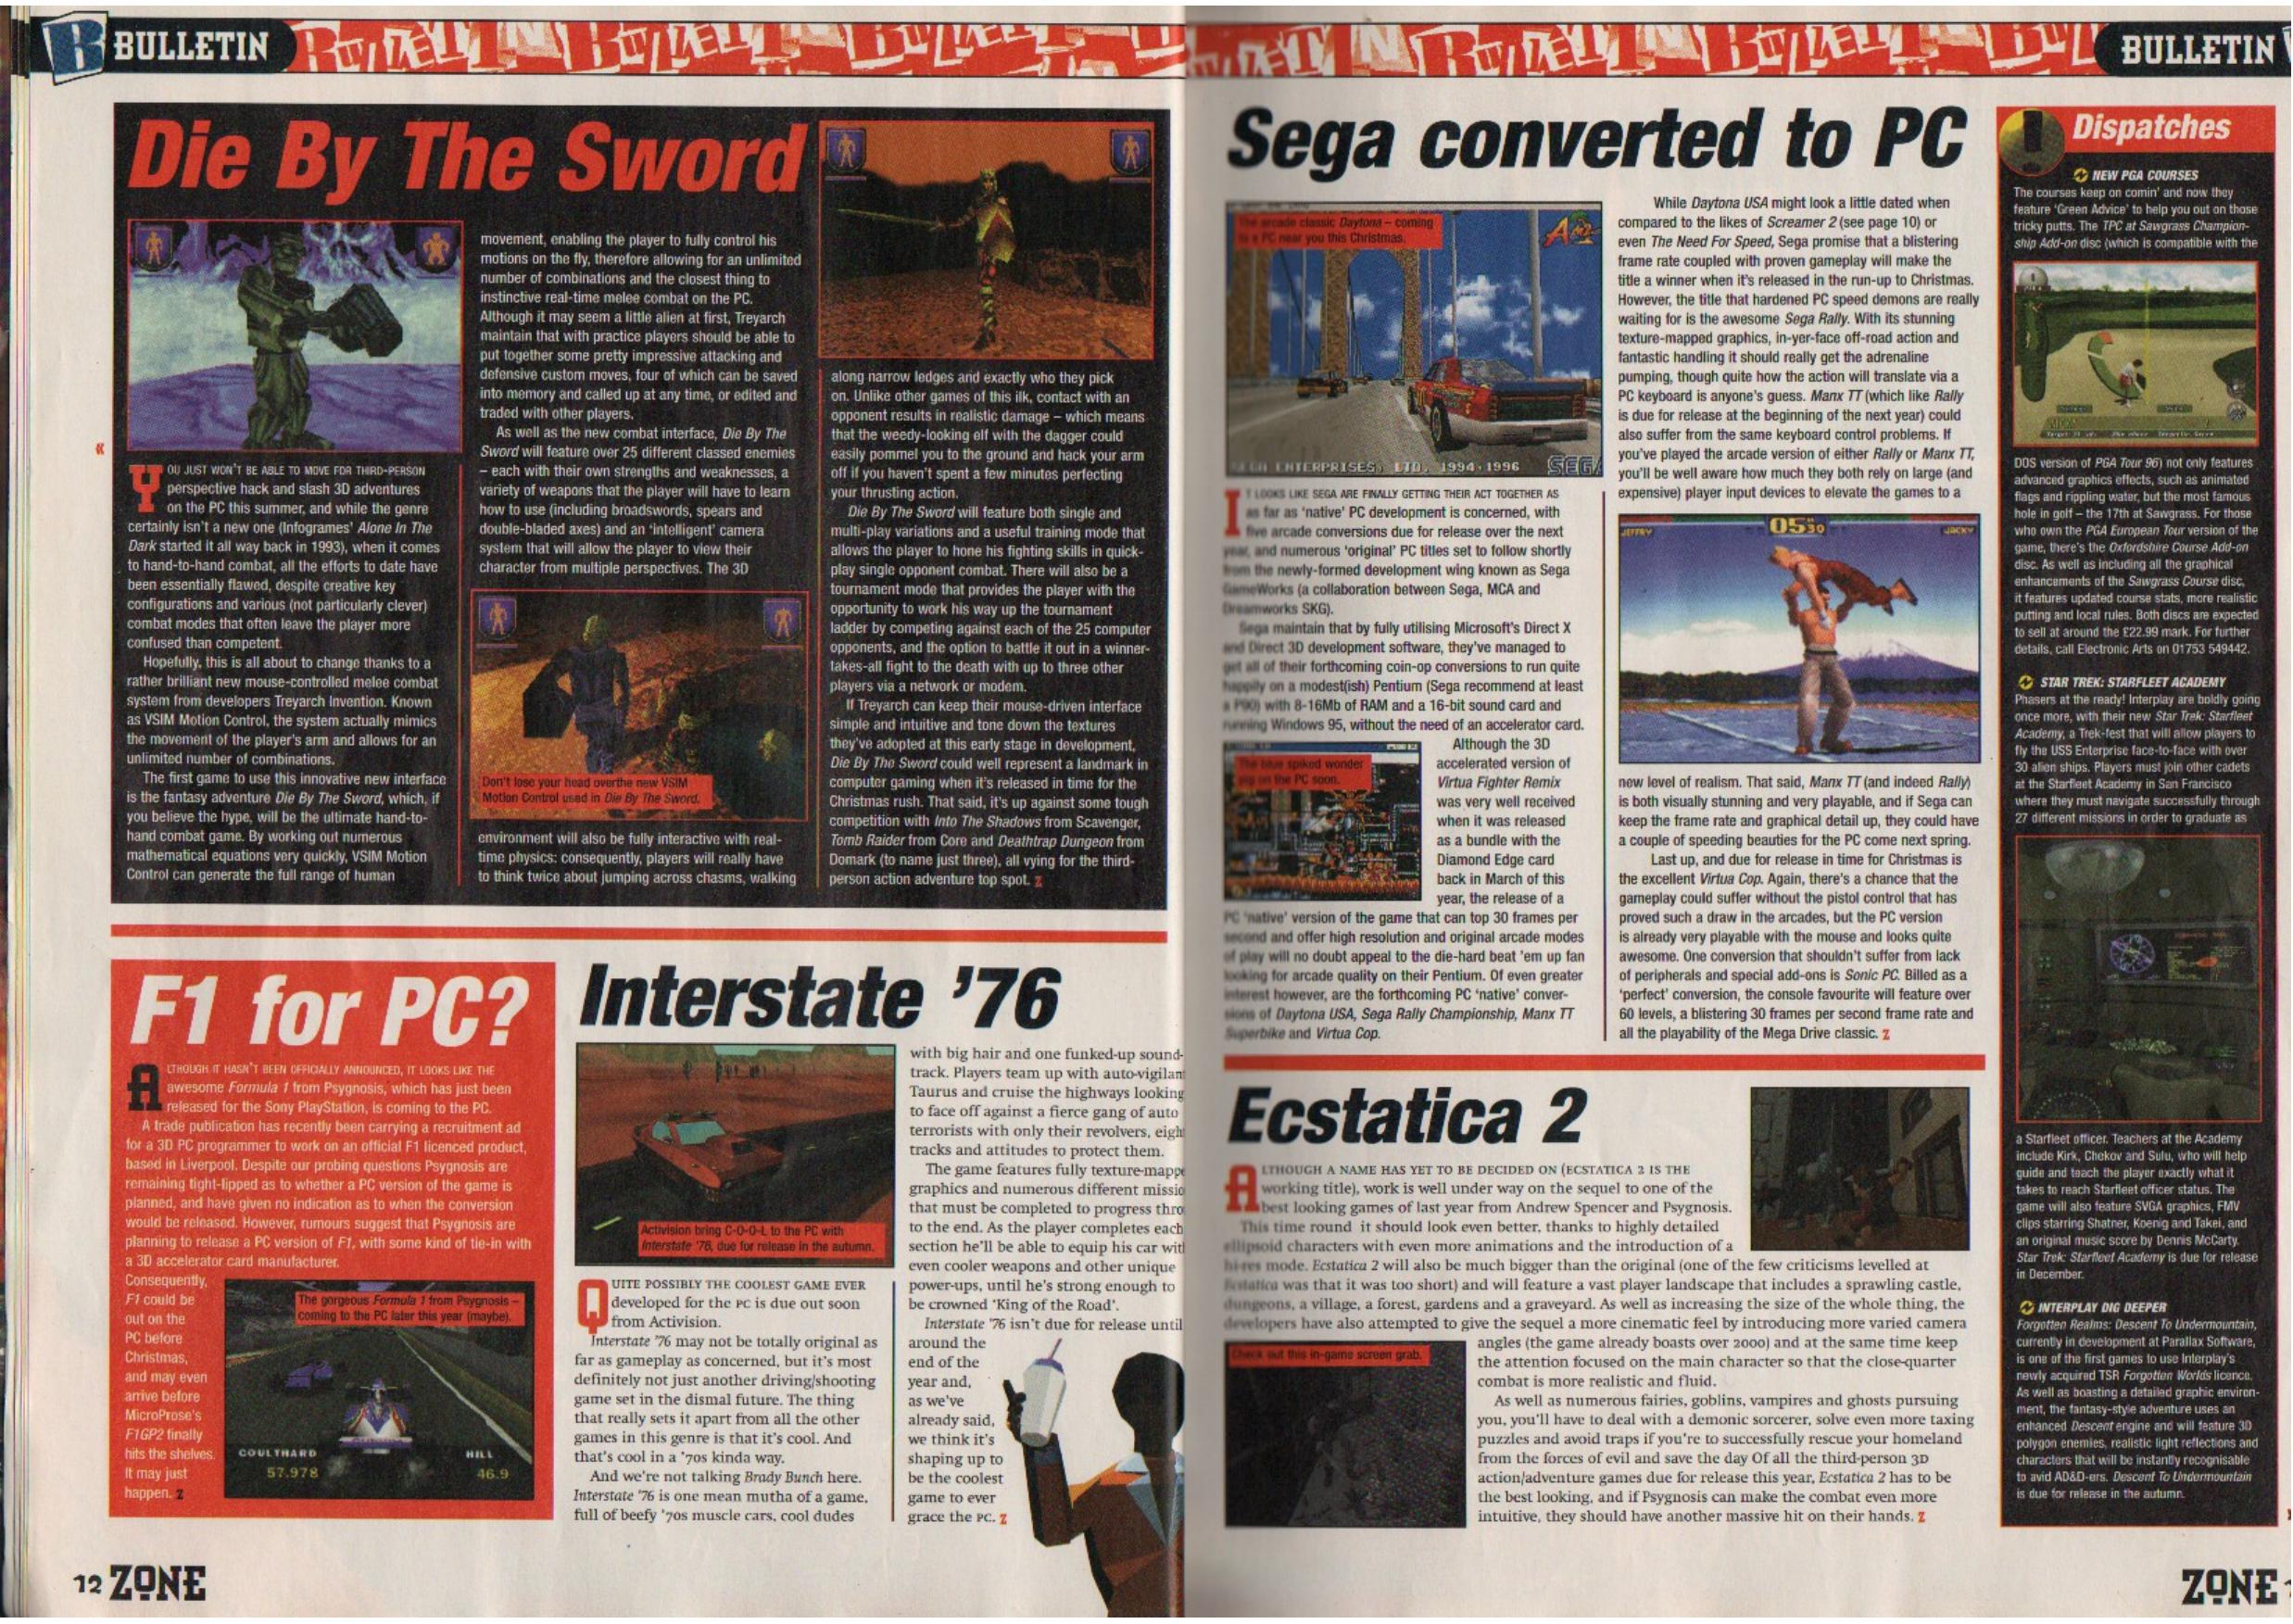 BULLETIN
Die By The Sword
YOU JUST WON'T BE ABLE TO MOVE FOR THIRD-PERSON
perspective hack and slash 3D adventures
on the PC this summer, and while the genre
certainly isn't a new one (Infogrames' Alone In The
Dark started it all way back in 1993), when it comes
to hand-to-hand combat, all the efforts to date have
been essentially flawed, despite creative key
configurations and various (not particularly clever)
combat modes that often leave the player more
confused than competent.
Hopefully, this is all about to change thanks to a
rather brilliant new mouse-controlled melee combat
system from developers Treyarch Invention. Known
as VSIM Motion Control, the system actually mimics
the movement of the player's arm and allows for an
unlimited number of combinations.
The first game to use this innovative new interface
is the fantasy adventure Die By The Sword, which, if
you believe the hype, will be the ultimate hand-to-
hand combat game. By working out numerous
mathematical equations very quickly, VSIM Motion
Control can generate the full range of human
movement, enabling the player to fully control his
motions on the fly, therefore allowing for an unlimited
number of combinations and the closest thing to
instinctive real-time melee combat on the PC.
Although it may seem a little alien at first, Treyarch
maintain that with practice players should be able to
put together some pretty impressive attacking and
defensive custom moves, four of which can be saved
into memory and called up at any time, or edited and
traded with other players.
As well as the new combat interface, Die By The
Sword will feature over 25 different classed enemies
– each with their own strengths and weaknesses, a
variety of weapons that the player will have to learn
how to use (including broadswords, spears and
double-bladed axes) and an 'intelligent' camera
system that will allow the player to view their
character from multiple perspectives. The 3D
Don't lose your head overthe new VSIM
Motion Control used in Die By The Sword.
environment will also be fully interactive with real-
time physics: consequently, players will really have
to think twice about jumping across chasms, walking
along narrow ledges and exactly who they pick
on. Unlike other games of this ilk, contact with an
opponent results in realistic damage – which means
that the weedy-looking elf with the dagger could
easily pommel you to the ground and hack your arm
off if you haven't spent a few minutes perfecting
your thrusting action.
Die By The Sword will feature both single and
multi-play variations and a useful training mode that
allows the player to hone his fighting skills in quick-
play single opponent combat. There will also be a
tournament mode that provides the player with the
opportunity to work his way up the tournament
ladder by competing against each of the 25 computer
opponents, and the option to battle it out in a winner-
takes-all fight to the death with up to three other
players via a network or modem.
If Treyarch can keep their mouse-driven interface
simple and intuitive and tone down the textures
they've adopted at this early stage in development,
Die By The Sword could well represent a landmark in
computer gaming when it's released in time for the
Christmas rush. That said, it's up against some tough
competition with Into The Shadows from Scavenger,
Tomb Raider from Core and Deathtrap Dungeon from
Domark (to name just three), all vying for the third-
person action adventure top spot. Z
F1 for PC?
ALTHOUGH IT HASN'T BEEN OFFICIALLY ANNOUNCED, IT LOOKS LIKE THE
awesome Formula 1 from Psygnosis, which has just been
released for the Sony PlayStation, is coming to the PC.
A trade publication has recently been carrying a recruitment ad
for a 3D PC programmer to work on an official F1 licenced product,
based in Liverpool. Despite our probing questions Psygnosis are
remaining tight-lipped as to whether a PC version of the game is
planned, and have given no indication as to when the conversion
would be released. However, rumours suggest that Psygnosis are
planning to release a PC version of F1, with some kind of tie-in with
a 3D accelerator card manufacturer.
Consequently,
F1 could be
out on the
PC before
Christmas,
and may even
arrive before
MicroProse's
F1GP2 finally
hits the shelves.
It may just
happen. Z
The gorgeous Formula 1 from Psygnosis –
coming to the PC later this year (maybe).
COULTHARD HILL
57.978 46.9
Interstate '76
Activision bring C-O-O-L to the PC with
Interstate '76, due for release in the autumn.
QUITE POSSIBLY THE COOLEST GAME EVER
developed for the PC is due out soon
from Activision.
Interstate '76 may not be totally original as
far as gameplay as concerned, but it's most
definitely not just another driving/shooting
game set in the dismal future. The thing
that really sets it apart from all the other
games in this genre is that it's cool. And
that's cool in a '70s kinda way.
And we're not talking Brady Bunch here.
Interstate '76 is one mean mutha of a game,
full of beefy '70s muscle cars, cool dudes
with big hair and one funked-up sound-
track. Players team up with auto-vigilan
Taurus and cruise the highways looking
to face off against a fierce gang of auto
terrorists with only their revolvers, eigh
tracks and attitudes to protect them.
The game features fully texture-mappe
graphics and numerous different missio
that must be completed to progress thro
to the end. As the player completes each
section he'll be able to equip his car wit
even cooler weapons and other unique
power-ups, until he's strong enough to
be crowned 'King of the Road'.
Interstate '76 isn't due for release until
around the
end of the
year and,
as we've
already said,
we think it's
shaping up to
be the coolest
game to ever
grace the PC. Z
12 ZONE
BULLETIN
Sega converted to PC
The arcade classic Daytona – coming
to a PC near you this Christmas.
SEGA ENTERPRISES, LTD. 1994,1996 SEGA
IT LOOKS LIKE SEGA ARE FINALLY GETTING THEIR ACT TOGETHER AS
as far as 'native' PC development is concerned, with
five arcade conversions due for release over the next
year, and numerous 'original' PC titles set to follow shortly
from the newly-formed development wing known as Sega
GameWorks (a collaboration between Sega, MCA and
Dreamworks SKG).
Sega maintain that by fully utilising Microsoft's Direct X
and Direct 3D development software, they've managed to
get all of their forthcoming coin-op conversions to run quite
happily on a modest(ish) Pentium (Sega recommend at least
a P90) with 8-16Mb of RAM and a 16-bit sound card and
running Windows 95, without the need of an accelerator card.
The blue spiked wonder
pig on the PC soon.
Although the 3D
accelerated version of
Virtua Fighter Remix
was very well received
when it was released
as a bundle with the
Diamond Edge card
back in March of this
year, the release of a
PC 'native' version of the game that can top 30 frames per
second and offer high resolution and original arcade modes
of play will no doubt appeal to the die-hard beat 'em up fan
looking for arcade quality on their Pentium. Of even greater
interest however, are the forthcoming PC 'native' conver-
sions of Daytona USA, Sega Rally Championship, Manx TT
Superbike and Virtua Cop.
While Daytona USA might look a little dated when
compared to the likes of Screamer 2 (see page 10) or
even The Need For Speed, Sega promise that a blistering
frame rate coupled with proven gameplay will make the
title a winner when it's released in the run-up to Christmas.
However, the title that hardened PC speed demons are really
waiting for is the awesome Sega Rally. With its stunning
texture-mapped graphics, in-yer-face off-road action and
fantastic handling it should really get the adrenaline
pumping, though quite how the action will translate via a
PC keyboard is anyone's guess. Manx TT (which like Rally
is due for release at the beginning of the next year) could
also suffer from the same keyboard control problems. If
you've played the arcade version of either Rally or Manx TT,
you'll be well aware how much they both rely on large (and
expensive) player input devices to elevate the games to a
JEFFRY 05"30 JACKY
new level of realism. That said, Manx TT (and indeed Rally)
is both visually stunning and very playable, and if Sega can
keep the frame rate and graphical detail up, they could have
a couple of speeding beauties for the PC come next spring.
Last up, and due for release in time for Christmas is
the excellent Virtua Cop. Again, there's a chance that the
gameplay could suffer without the pistol control that has
proved such a draw in the arcades, but the PC version
is already very playable with the mouse and looks quite
awesome. One conversion that shouldn't suffer from lack
of peripherals and special add-ons is Sonic PC. Billed as a
'perfect' conversion, the console favourite will feature over
60 levels, a blistering 30 frames per second frame rate and
all the playability of the Mega Drive classic. Z
Ecstatica 2
ALTHOUGH A NAME HAS YET TO BE DECIDED ON (ECSTATICA 2 IS THE
working title), work is well under way on the sequel to one of the
best looking games of last year from Andrew Spencer and Psygnosis.
This time round it should look even better, thanks to highly detailed
ellipsoid characters with even more animations and the introduction of a
hi-res mode. Ecstatica 2 will also be much bigger than the original (one of the few criticisms levelled at
Ecstatica was that it was too short) and will feature a vast player landscape that includes a sprawling castle,
dungeons, a village, a forest, gardens and a graveyard. As well as increasing the size of the whole thing, the
developers have also attempted to give the sequel a more cinematic feel by introducing more varied camera
Check out this in-game screen grab.
angles (the game already boasts over 2000) and at the same time keep
the attention focused on the main character so that the close-quarter
combat is more realistic and fluid.
As well as numerous fairies, goblins, vampires and ghosts pursuing
you, you'll have to deal with a demonic sorcerer, solve even more taxing
puzzles and avoid traps if you're to successfully rescue your homeland
from the forces of evil and save the day Of all the third-person 3D
action/adventure games due for release this year, Ecstatica 2 has to be
the best looking, and if Psygnosis can make the combat even more
intuitive, they should have another massive hit on their hands. Z
Dispatches
NEW PGA COURSES
The courses keep on comin' and now they
feature 'Green Advice' to help you out on those
tricky putts. The TPC at Sawgrass Champion-
ship Add-on disc (which is compatible with the
DOS version of PGA Tour 96) not only features
advanced graphics effects, such as animated
flags and rippling water, but the most famous
hole in golf – the 17th at Sawgrass. For those
who own the PGA European Tour version of the
game, there's the Oxfordshire Course Add-on
disc. As well as including all the graphical
enhancements of the Sawgrass Course disc,
it features updated course stats, more realistic
putting and local rules. Both discs are expected
to sell at around the £22.99 mark. For further
details, call Electronic Arts on 01753 549442.
STAR TREK: STARFLEET ACADEMY
Phasers at the ready! Interplay are boldly going
once more, with their new Star Trek: Starfleet
Academy, a Trek-fest that will allow players to
fly the USS Enterprise face-to-face with over
30 alien ships. Players must join other cadets
at the Starfleet Academy in San Francisco
where they must navigate successfully through
27 different missions in order to graduate as
a Starfleet officer. Teachers at the Academy
include Kirk, Chekov and Sulu, who will help
guide and teach the player exactly what it
takes to reach Starfleet officer status. The
game will also feature SVGA graphics, FMV
clips starring Shatner, Koenig and Takei, and
an original music score by Dennis McCarty.
Star Trek: Starfleet Academy is due for release
in December.
INTERPLAY DIG DEEPER
Forgotten Realms: Descent To Undermountain,
currently in development at Parallax Software,
is one of the first games to use Interplay's
newly acquired TSR Forgotten Worlds licence.
As well as boasting a detailed graphic environ-
ment, the fantasy-style adventure uses an
enhanced Descent engine and will feature 3D
polygon enemies, realistic light reflections and
characters that will be instantly recognisable
to avid AD&D-ers. Descent To Undermountain
is due for release in the autumn.
ZONE